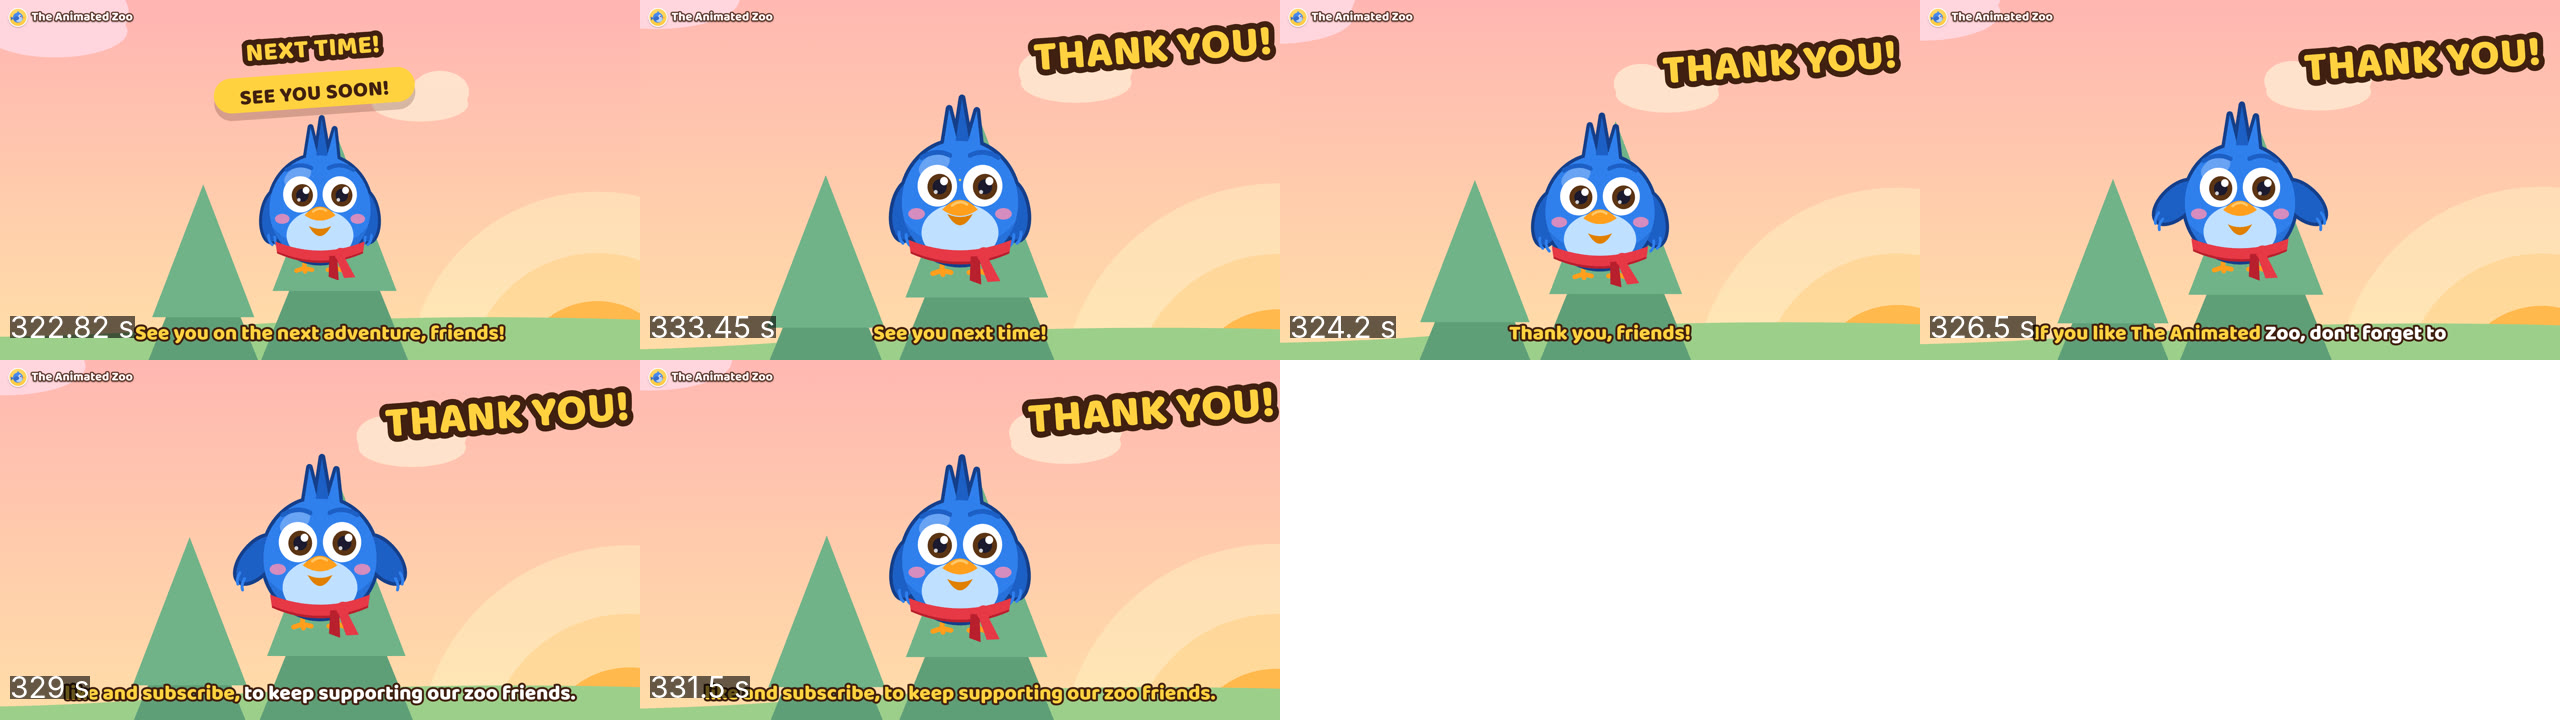 The Animated Zoo
NEXT TIME!
SEE YOU SOON!
322.82 s
See you on the next adventure, friends!
The Animated Zoo
THANK YOU!
333.45 s
See you next time!
The Animated Zoo
THANK YOU!
324.2 s
Thank you, friends!
The Animated Zoo
THANK YOU!
326.5 s
If you like The Animated Zoo, don't forget to
The Animated Zoo
THANK YOU!
329 s
like and subscribe, to keep supporting our zoo friends.
The Animated Zoo
THANK YOU!
331.5 s
like and subscribe, to keep supporting our zoo friends.